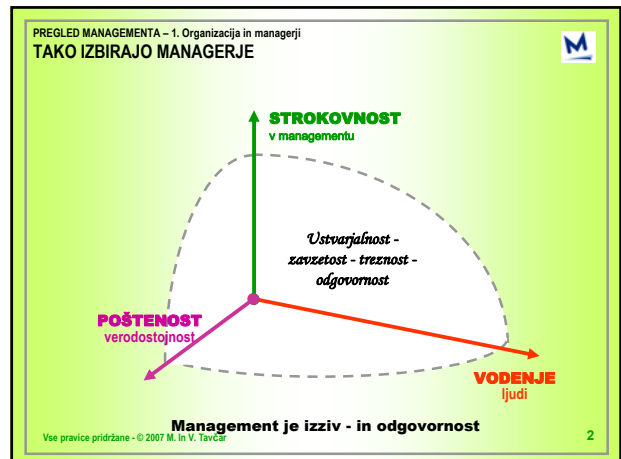 PREGLED MANAGEMENTA – 1. Organizacija in managerji
TAKO IZBIRAJO MANAGERJE
M
STROKOVNOST
v managementu
Ustvarjalnost -
zavzetost - treznost -
odgovornost
POŠTENOST
verodostojnost
VODENJE
ljudi
Management je izziv - in odgovornost
Vse pravice pridržane - © 2007 M. In V. Tavčar
2